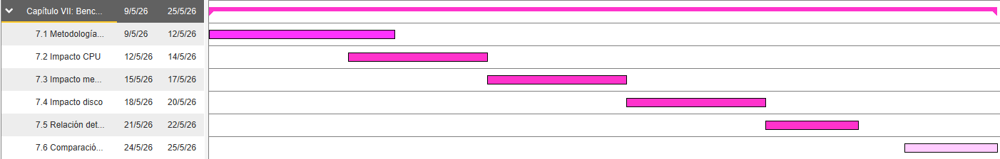 Capítulo VII: Benc... 9/5/26 25/5/26
7.1 Metodología... 9/5/26 12/5/26
7.2 Impacto CPU 12/5/26 14/5/26
7.3 Impacto me... 15/5/26 17/5/26
7.4 Impacto disco 18/5/26 20/5/26
7.5 Relación det... 21/5/26 22/5/26
7.6 Comparació... 24/5/26 25/5/26